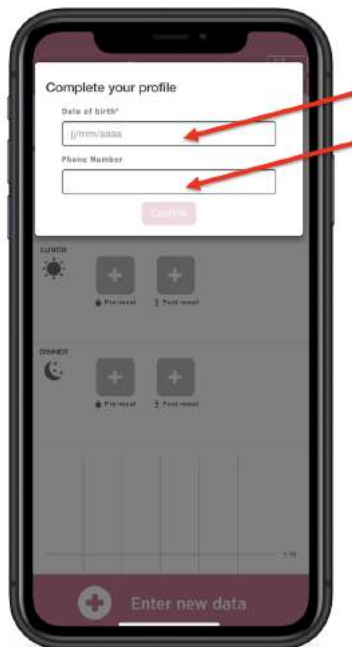 Complete your profile
Date of birth*
jj/mm/aaaa
Phone Number
Confirm
LUNCH
Pre-meal
Post-meal
DINNER
Pre-meal
Post-meal
Enter new data